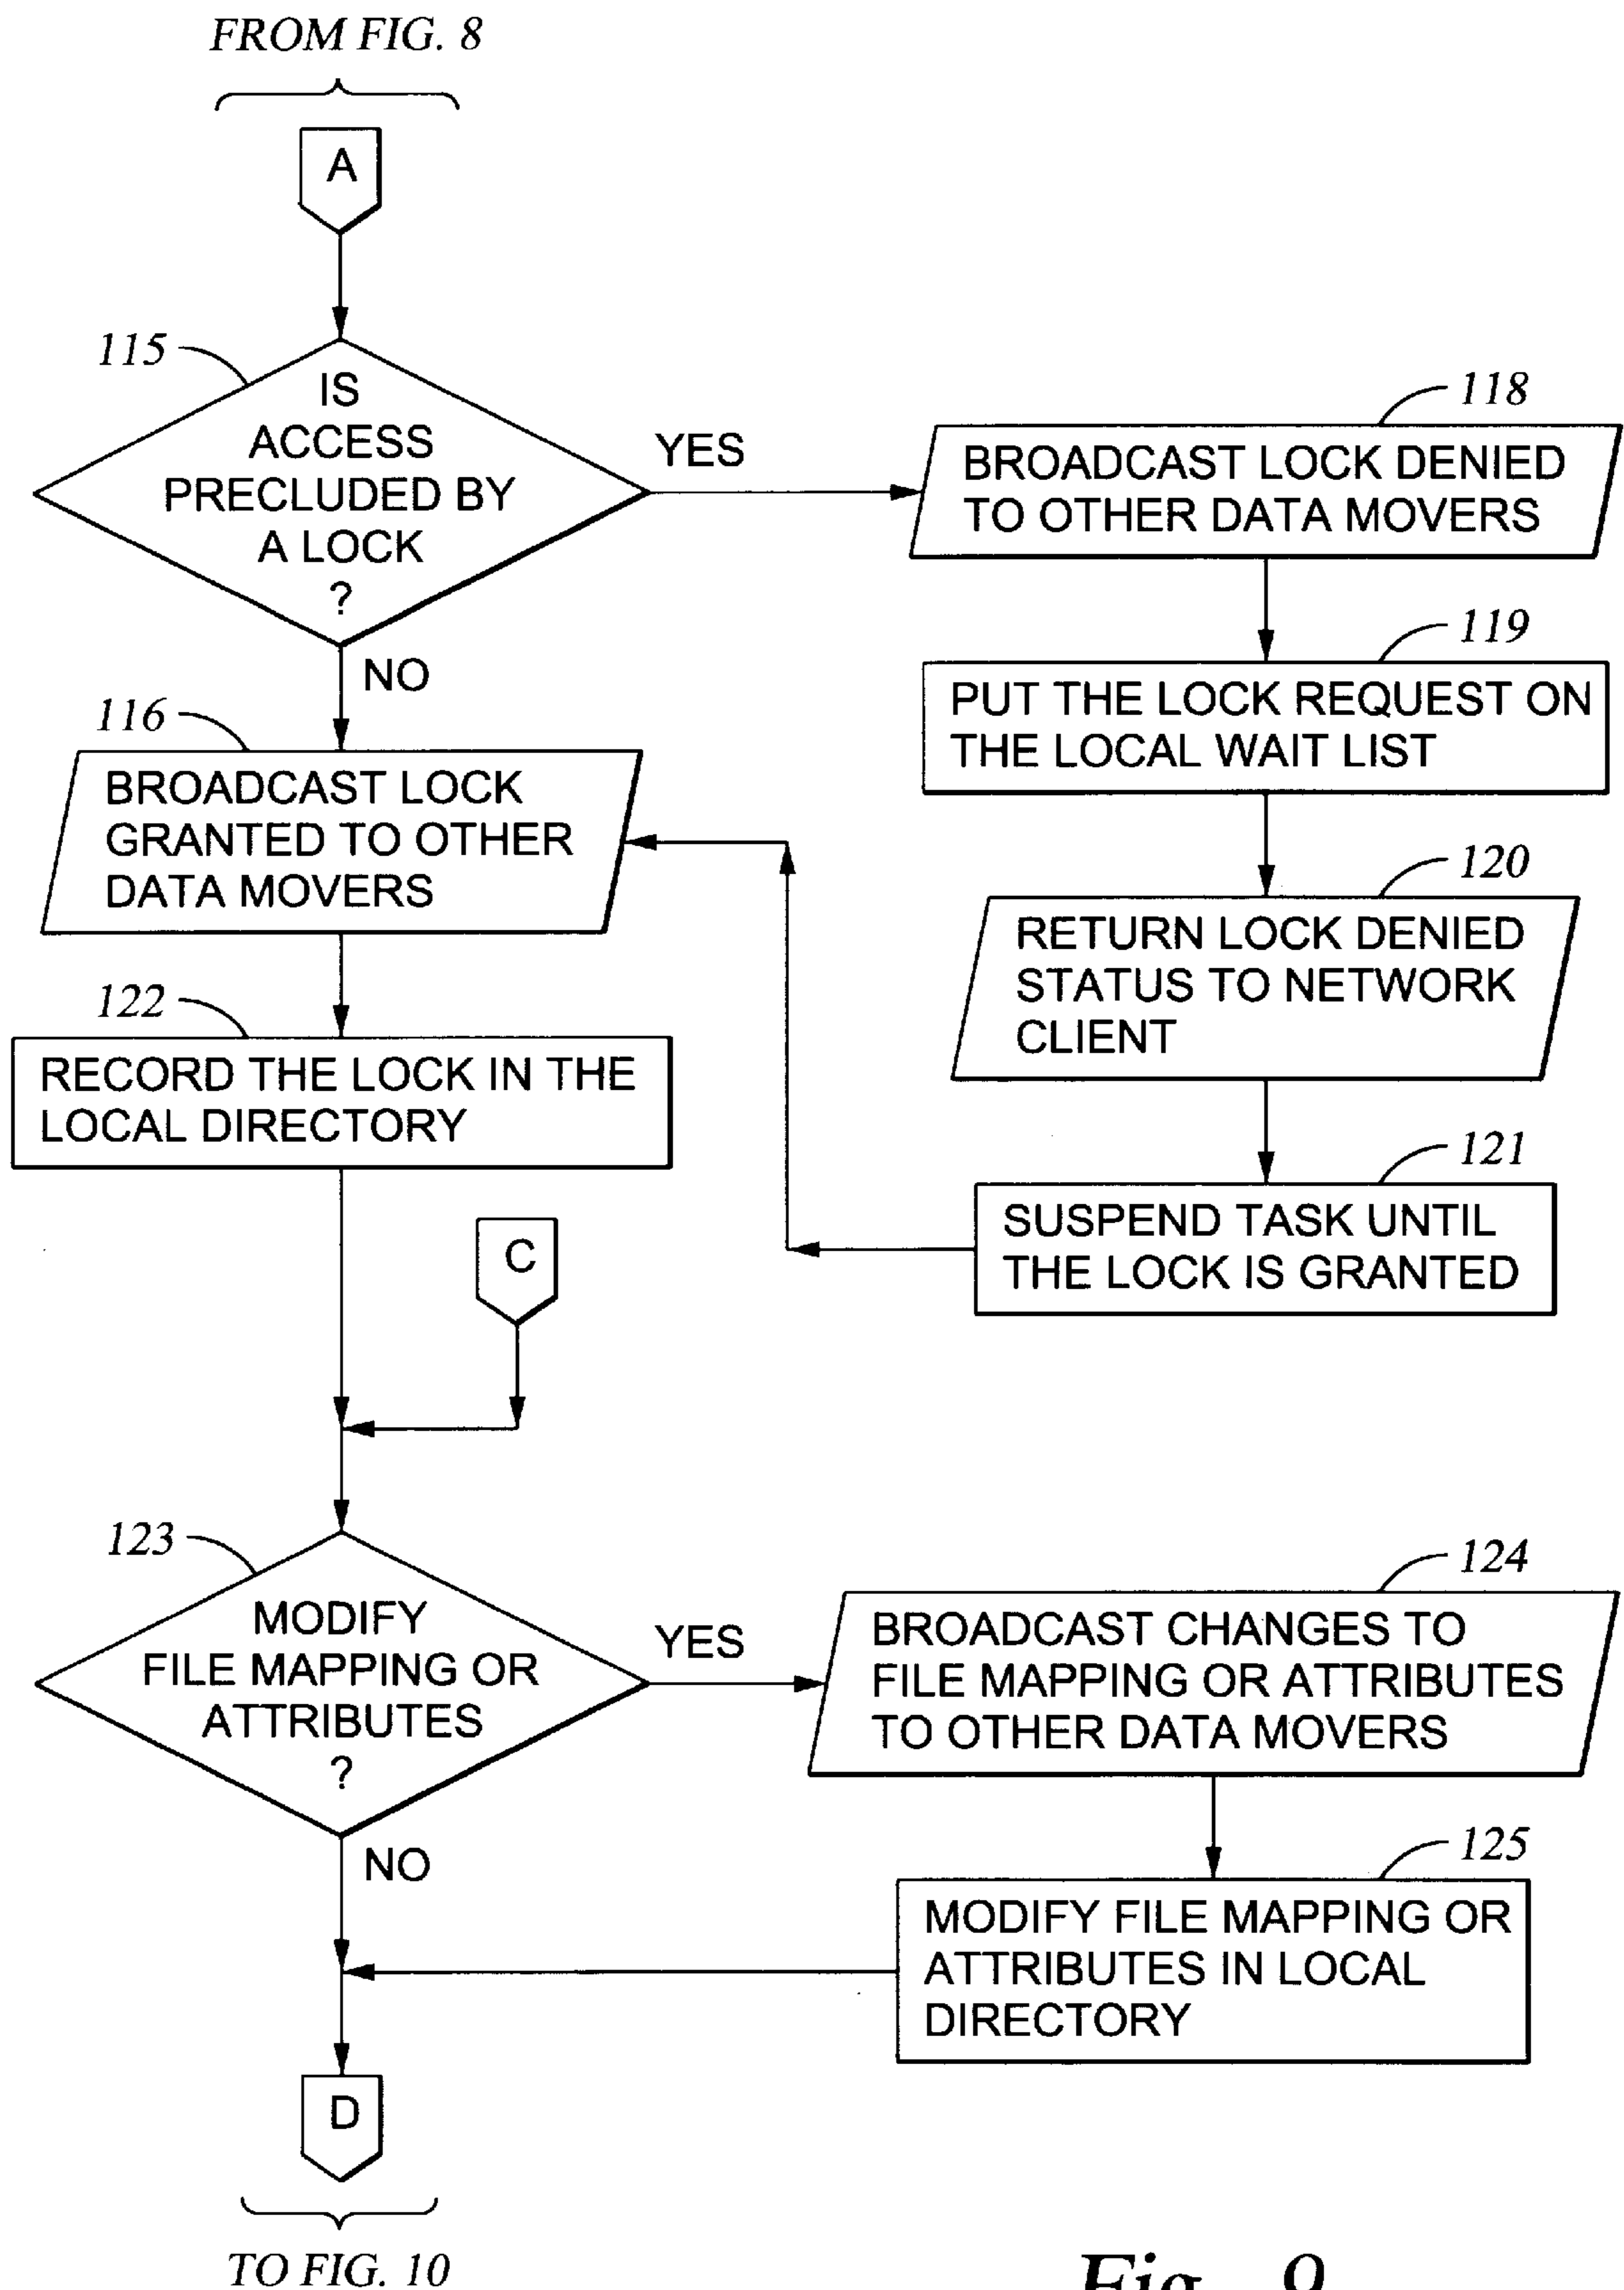 FROM FIG. 8
A
115
IS
ACCESS
PRECLUDED BY
A LOCK
?
YES
NO
118
BROADCAST LOCK DENIED
TO OTHER DATA MOVERS
119
PUT THE LOCK REQUEST ON
THE LOCAL WAIT LIST
116
BROADCAST LOCK
GRANTED TO OTHER
DATA MOVERS
120
RETURN LOCK DENIED
STATUS TO NETWORK
CLIENT
122
RECORD THE LOCK IN THE
LOCAL DIRECTORY
121
SUSPEND TASK UNTIL
THE LOCK IS GRANTED
C
123
MODIFY
FILE MAPPING OR
ATTRIBUTES
?
YES
NO
124
BROADCAST CHANGES TO
FILE MAPPING OR ATTRIBUTES
TO OTHER DATA MOVERS
125
MODIFY FILE MAPPING OR
ATTRIBUTES IN LOCAL
DIRECTORY
D
TO FIG. 10
Fig. 9